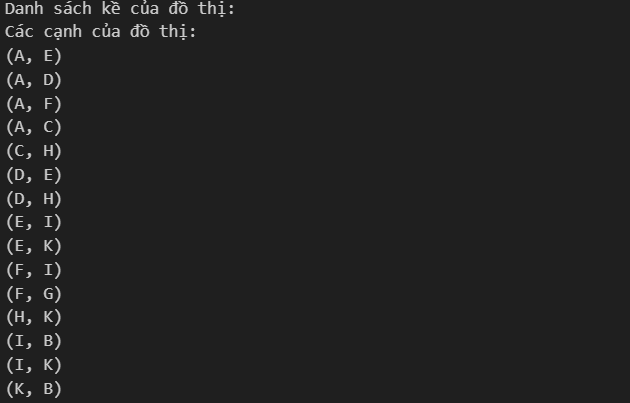 Danh sách kề của đồ thị:
Các cạnh của đồ thị:
(A, E)
(A, D)
(A, F)
(A, C)
(C, H)
(D, E)
(D, H)
(E, I)
(E, K)
(F, I)
(F, G)
(H, K)
(I, B)
(I, K)
(K, B)